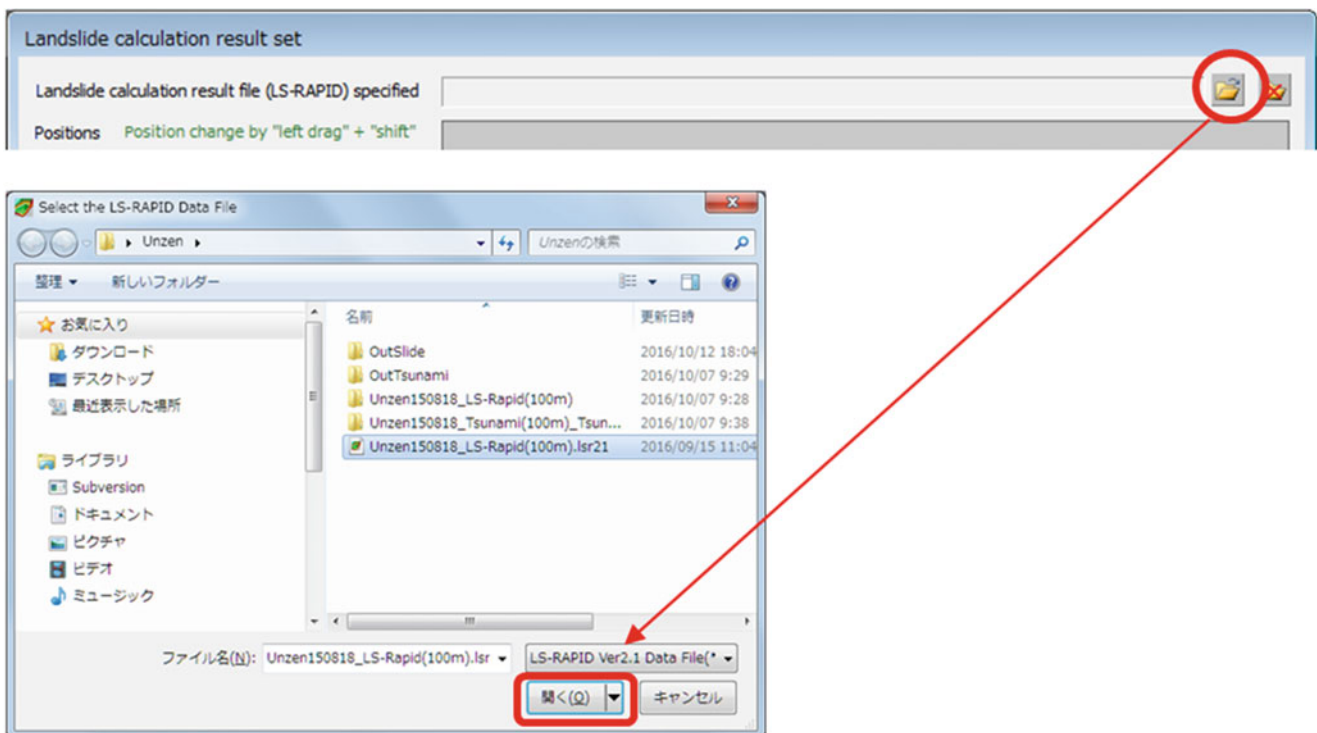 Landslide calculation result set
Landslide calculation result file (LS-RAPID) specified
Positions Position change by "left drag" + "shift"
Select the LS-RAPID Data File
Unzen
Unzenの検索
整理 新しいフォルダー
名前 更新日時
お気に入り
ダウンロード
デスクトップ
最近表示した場所
ライブラリ
Subversion
ドキュメント
ピクチャ
ビデオ
ミュージック
OutSlide 2016/10/12 18:04
OutTsunami 2016/10/07 9:29
Unzen150818_LS-Rapid(100m) 2016/10/07 9:28
Unzen150818_Tsunami(100m)_Tsun... 2016/10/07 9:38
Unzen150818_LS-Rapid(100m).lsr21 2016/09/15 11:04
ファイル名(N): Unzen150818_LS-Rapid(100m).lsr LS-RAPID Ver2.1 Data File(*
開く(O) キャンセル